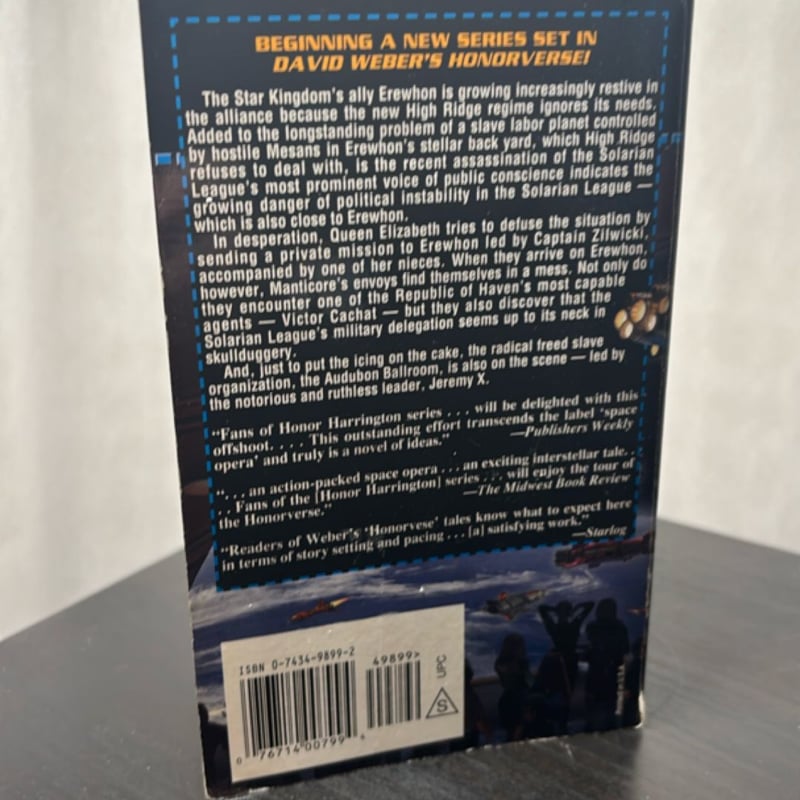 BEGINNING A NEW SERIES SET IN
DAVID WEBER'S HONORVERSE!
The Star Kingdom's ally Erewhon is growing increasingly restive in
the alliance because the new High Ridge regime ignores its needs.
Added to the longstanding problem of a slave labor planet controlled
by hostile Mesans in Erewhon's stellar back yard, which High Ridge
refuses to deal with, is the recent assassination of the Solarian
League's most prominent voice of public conscience indicates the
growing danger of political instability in the Solarian League —
which is also close to Erewhon.
In desperation, Queen Elizabeth tries to defuse the situation by
sending a private mission to Erewhon led by Captain Zilwicki,
accompanied by one of her nieces. When they arrive on Erewhon,
however, Manticore's envoys find themselves in a mess. Not only do
they encounter one of the Republic of Haven's most capable
agents — Victor Cachat — but they also discover that the
Solarian League's military delegation seems up to its neck in
skullduggery.
And, just to put the icing on the cake, the radical freed slave
organization, the Audubon Ballroom, is also on the scene — led by
the notorious and ruthless leader, Jeremy X.
"Fans of Honor Harrington series . . . will be delighted with this
offshoot. . . . This outstanding effort transcends the label 'space
opera' and truly is a novel of ideas." —Publishers Weekly
". . . an action-packed space opera . . . an exciting interstellar tale. .
. . Fans of the [Honor Harrington] series . . . will enjoy the tour of
the Honorverse." —The Midwest Book Review
"Readers of Weber's 'Honorvese' tales know what to expect here
in terms of story setting and pacing . . . [a] satisfying work."
—Starlog
ISBN 0-7434-9899-2
49899>
UPC
S
0 76714 00799 6